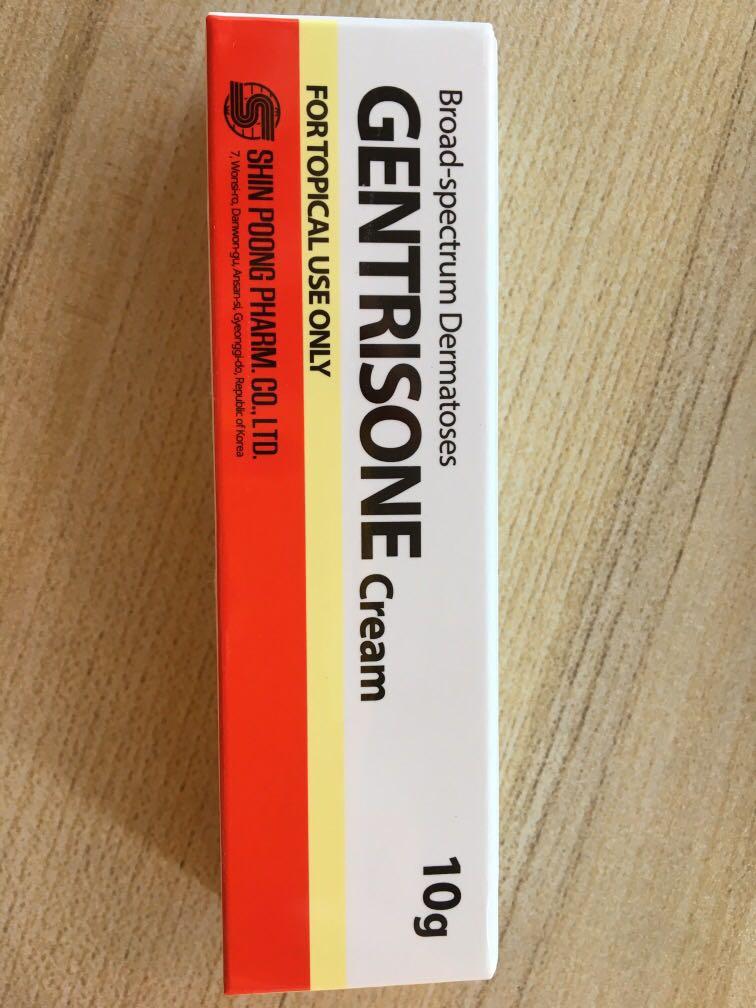 Broad-spectrum Dermatoses
GENTRISONE Cream
10g
FOR TOPICAL USE ONLY
SHIN POONG PHARM. CO., LTD.
7, Wonsi-ro, Danwon-gu, Ansan-si, Gyeonggi-do, Republic of Korea